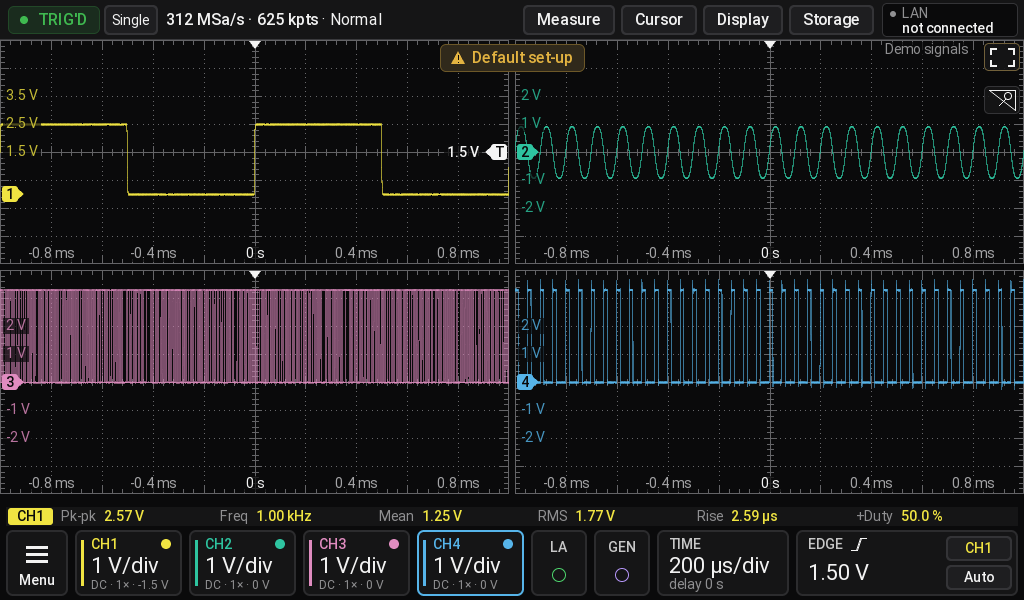 TRIG'D Single 312 MSa/s · 625 kpts · Normal Measure Cursor Display Storage LAN
not connected
Demo signals
Default set-up
3.5 V
2.5 V
1.5 V
1.5 V T
1
-0.8 ms -0.4 ms 0 s 0.4 ms 0.8 ms
2 V
1 V
2
-1 V
-2 V
-0.8 ms -0.4 ms 0 s 0.4 ms 0.8 ms
2 V
1 V
3
-1 V
-2 V
-0.8 ms -0.4 ms 0 s 0.4 ms 0.8 ms
2 V
1 V
4
-1 V
-2 V
-0.8 ms -0.4 ms 0 s 0.4 ms 0.8 ms
CH1 Pk-pk 2.57 V Freq 1.00 kHz Mean 1.25 V RMS 1.77 V Rise 2.59 µs +Duty 50.0 %
Menu
CH1
1 V/div
DC · 1× · -1.5 V
CH2
1 V/div
DC · 1× · 0 V
CH3
1 V/div
DC · 1× · 0 V
CH4
1 V/div
DC · 1× · 0 V
LA
GEN
TIME
200 µs/div
delay 0 s
EDGE
1.50 V
CH1
Auto